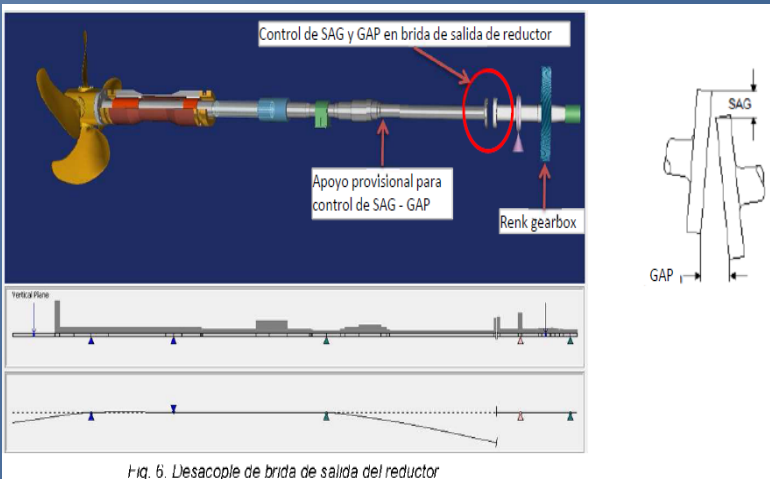 Control de SAG y GAP en brida de salida de reductor
SAG
Apoyo provisional para
control de SAG - GAP
Renk gearbox
GAP
Vertical Plane
Fig. 6. Desacople de brida de salida del reductor